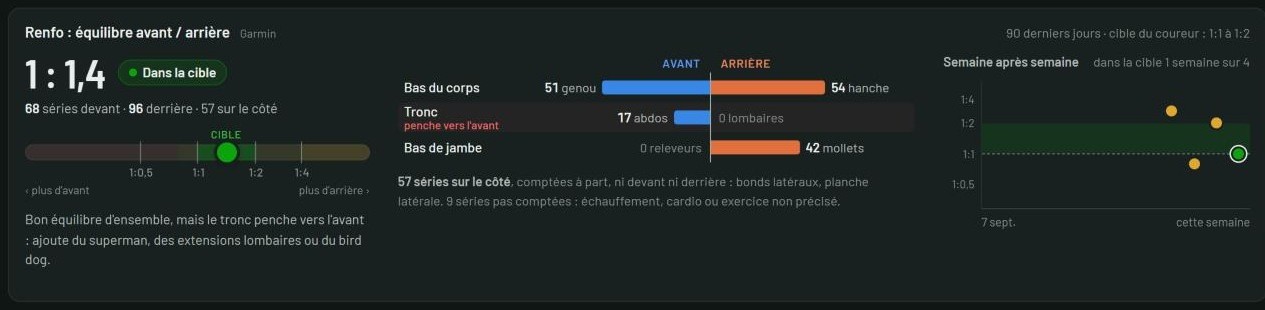 Renfo : équilibre avant / arrière Garmin
90 derniers jours · cible du coureur : 1:1 à 1:2
1 : 1,4 Dans la cible
68 séries devant · 96 derrière · 57 sur le côté
CIBLE
1:0,5 1:1 1:2 1:4
‹ plus d'avant plus d'arrière ›
Bon équilibre d'ensemble, mais le tronc penche vers l'avant
: ajoute du superman, des extensions lombaires ou du bird
dog.
AVANT ARRIÈRE
Bas du corps 51 genou 54 hanche
Tronc 17 abdos 0 lombaires
penche vers l'avant
Bas de jambe 0 releveurs 42 mollets
57 séries sur le côté, comptées à part, ni devant ni derrière : bonds latéraux, planche
latérale. 9 séries pas comptées : échauffement, cardio ou exercice non précisé.
Semaine après semaine dans la cible 1 semaine sur 4
1:4
1:2
1:1
1:0,5
7 sept. cette semaine